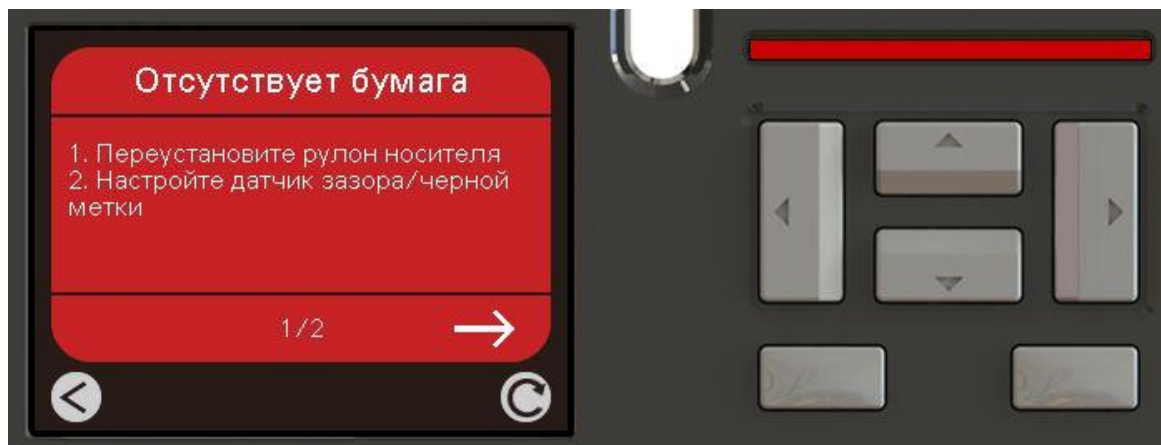 Отсутствует бумага
1. Переустановите рулон носителя
2. Настройте датчик зазора/черной
метки
1/2